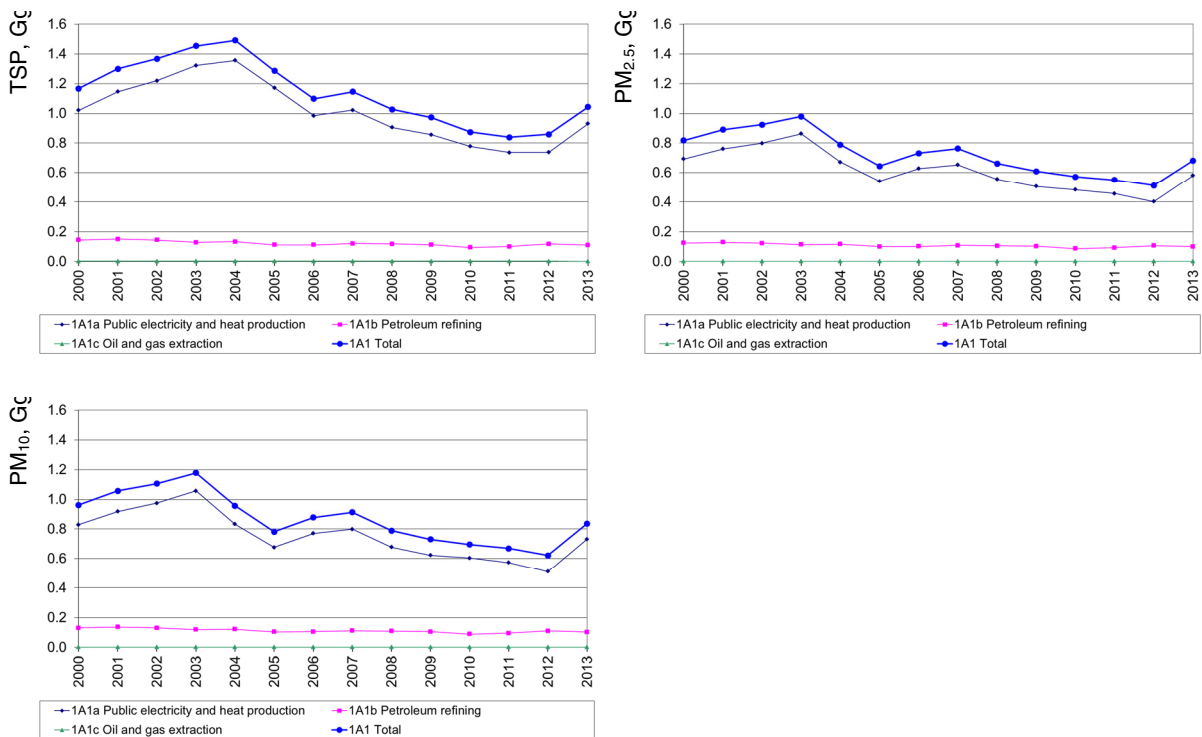 TSP, Gg
1.6
1.4
1.2
1.0
0.8
0.6
0.4
0.2
0.0
2000 2001 2002 2003 2004 2005 2006 2007 2008 2009 2010 2011 2012 2013
1A1a Public electricity and heat production 1A1b Petroleum refining
1A1c Oil and gas extraction 1A1 Total
PM2.5, Gg
1.6
1.4
1.2
1.0
0.8
0.6
0.4
0.2
0.0
2000 2001 2002 2003 2004 2005 2006 2007 2008 2009 2010 2011 2012 2013
1A1a Public electricity and heat production 1A1b Petroleum refining
1A1c Oil and gas extraction 1A1 Total
PM10, Gg
1.6
1.4
1.2
1.0
0.8
0.6
0.4
0.2
0.0
2000 2001 2002 2003 2004 2005 2006 2007 2008 2009 2010 2011 2012 2013
1A1a Public electricity and heat production 1A1b Petroleum refining
1A1c Oil and gas extraction 1A1 Total